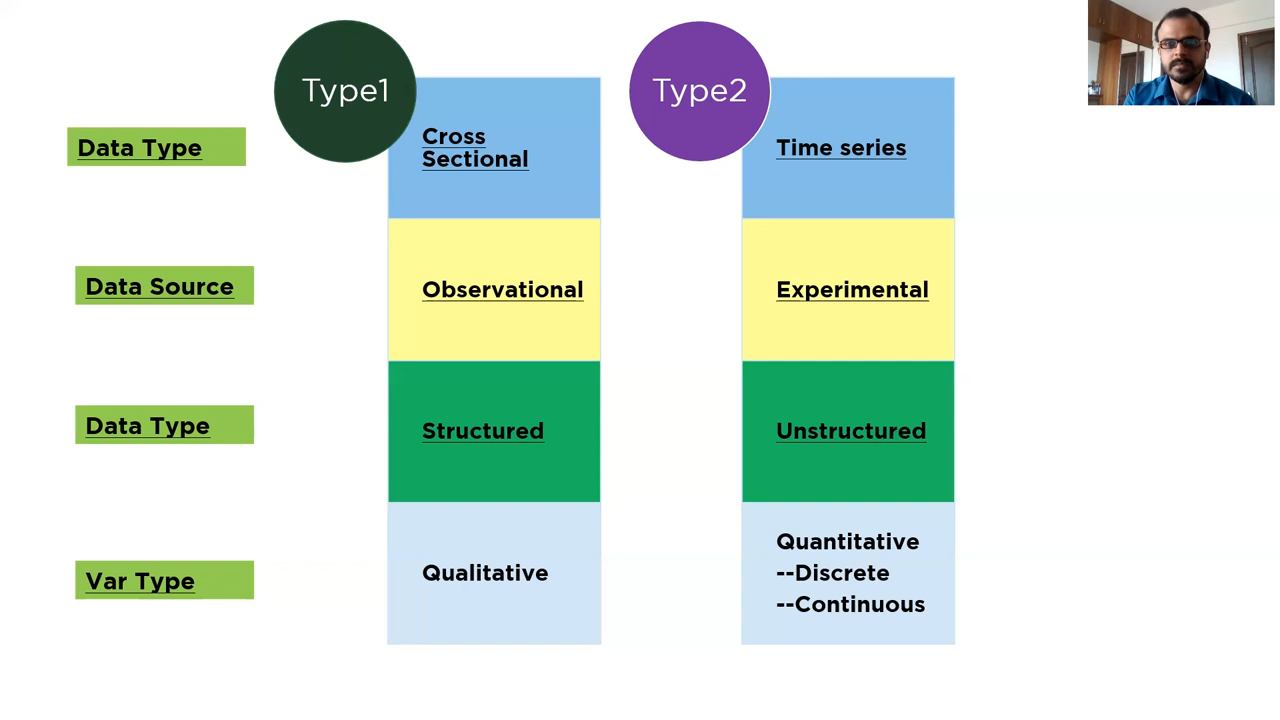 Type1
Type2
Data Type
Cross
Sectional
Time series
Data Source
Observational
Experimental
Data Type
Structured
Unstructured
Var Type
Qualitative
Quantitative
--Discrete
--Continuous